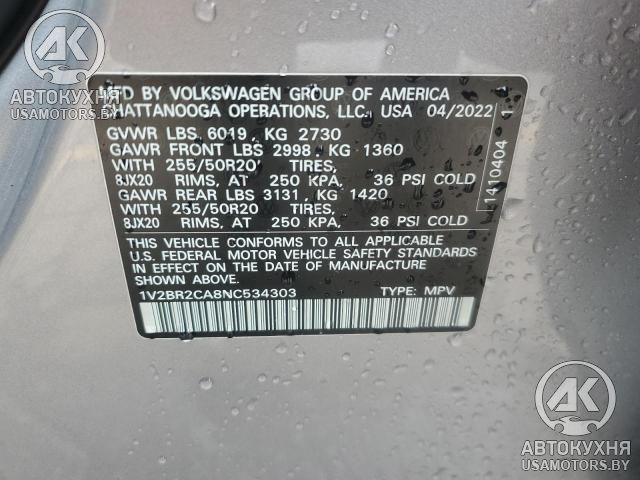 MFD BY VOLKSWAGEN GROUP OF AMERICA
CHATTANOOGA OPERATIONS, LLC., USA 04/2022
GVWR LBS. 6019, KG 2730
GAWR FRONT LBS 2998, KG 1360
WITH 255/50R20 TIRES,
8JX20 RIMS, AT 250 KPA, 36 PSI COLD
GAWR REAR LBS 3131, KG 1420
WITH 255/50R20 TIRES,
8JX20 RIMS, AT 250 KPA, 36 PSI COLD
THIS VEHICLE CONFORMS TO ALL APPLICABLE
U.S. FEDERAL MOTOR VEHICLE SAFETY STANDARDS
IN EFFECT ON THE DATE OF MANUFACTURE
SHOWN ABOVE.
1V2BR2CA8NC534303 TYPE: MPV
1410404 1
AK
АВТОКУХНЯ
USAMOTORS.BY
AK
АВТОКУХНЯ
USAMOTORS.BY